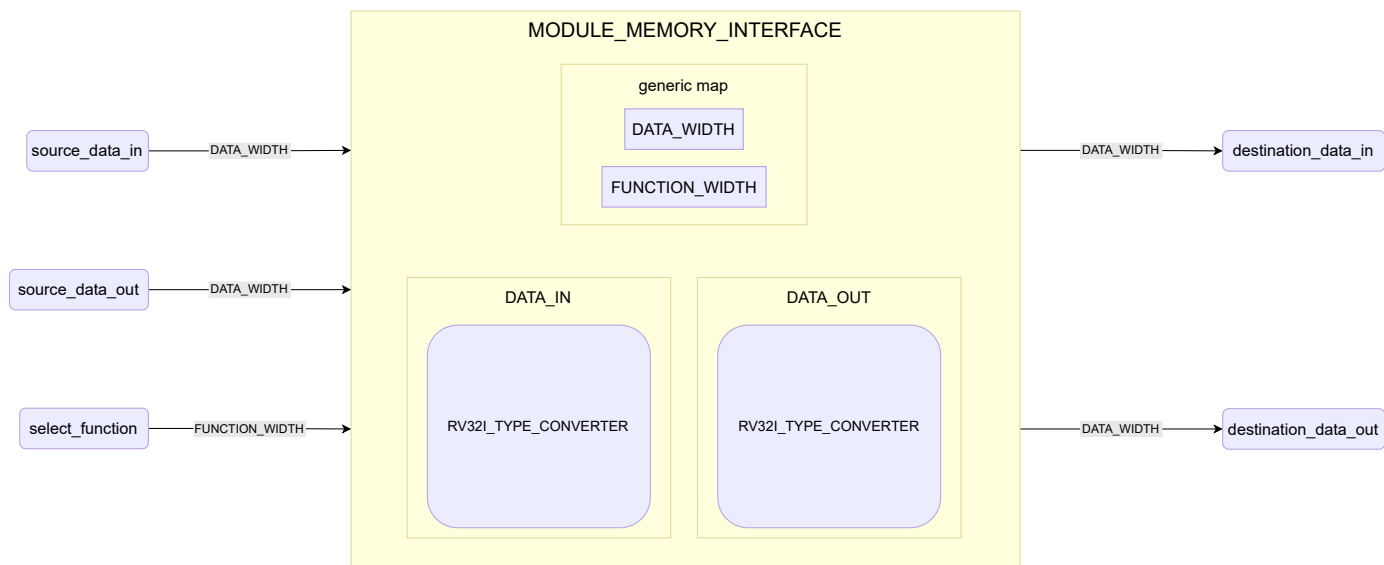 MODULE_MEMORY_INTERFACE
generic map
DATA_WIDTH
FUNCTION_WIDTH
source_data_in
DATA_WIDTH
DATA_WIDTH
destination_data_in
source_data_out
DATA_WIDTH
DATA_IN
DATA_OUT
RV32I_TYPE_CONVERTER
RV32I_TYPE_CONVERTER
select_function
FUNCTION_WIDTH
DATA_WIDTH
destination_data_out